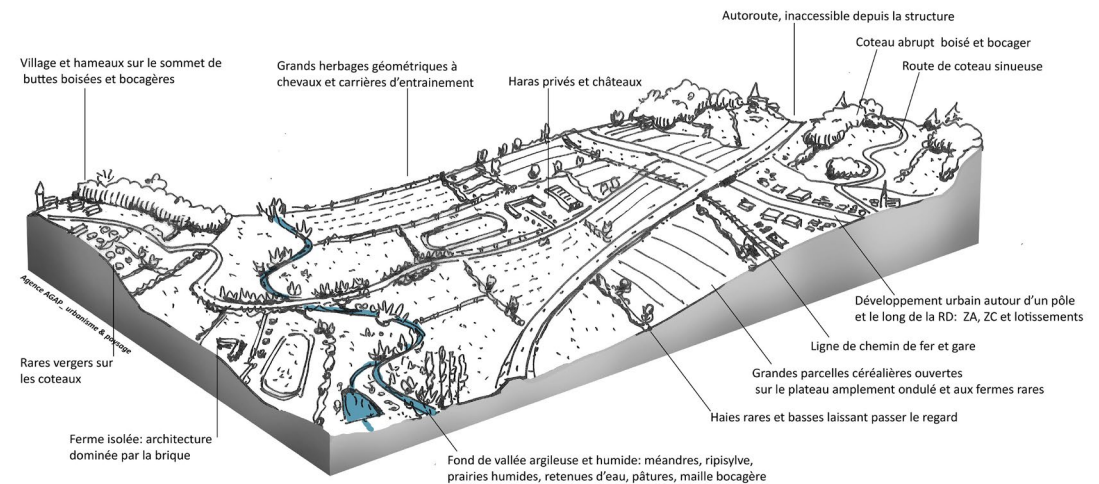 Autoroute, inaccessible depuis la structure
Coteau abrupt boisé et bocager
Route de coteau sinueuse
Village et hameaux sur le sommet de
buttes boisées et bocagères
Grands herbages géométriques à
chevaux et carrières d'entrainement
Haras privés et châteaux
Agence AGAP_ urbanisme & paysage
Développement urbain autour d'un pôle
et le long de la RD: ZA, ZC et lotissements
Ligne de chemin de fer et gare
Rares vergers sur
les coteaux
Grandes parcelles céréalières ouvertes
sur le plateau amplement ondulé et aux fermes rares
Haies rares et basses laissant passer le regard
Ferme isolée: architecture
dominée par la brique
Fond de vallée argileuse et humide: méandres, ripisylve,
prairies humides, retenues d'eau, pâtures, maille bocagère